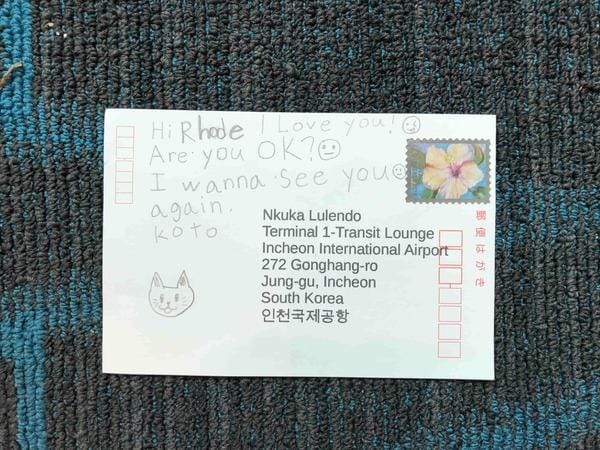 Hi Rhode I Love you!
Are you OK?
I wanna see you
again.
Koto
Nkuka Lulendo
Terminal 1-Transit Lounge
Incheon International Airport
272 Gonghang-ro
Jung-gu, Incheon
South Korea
인천국제공항
郵便はがき